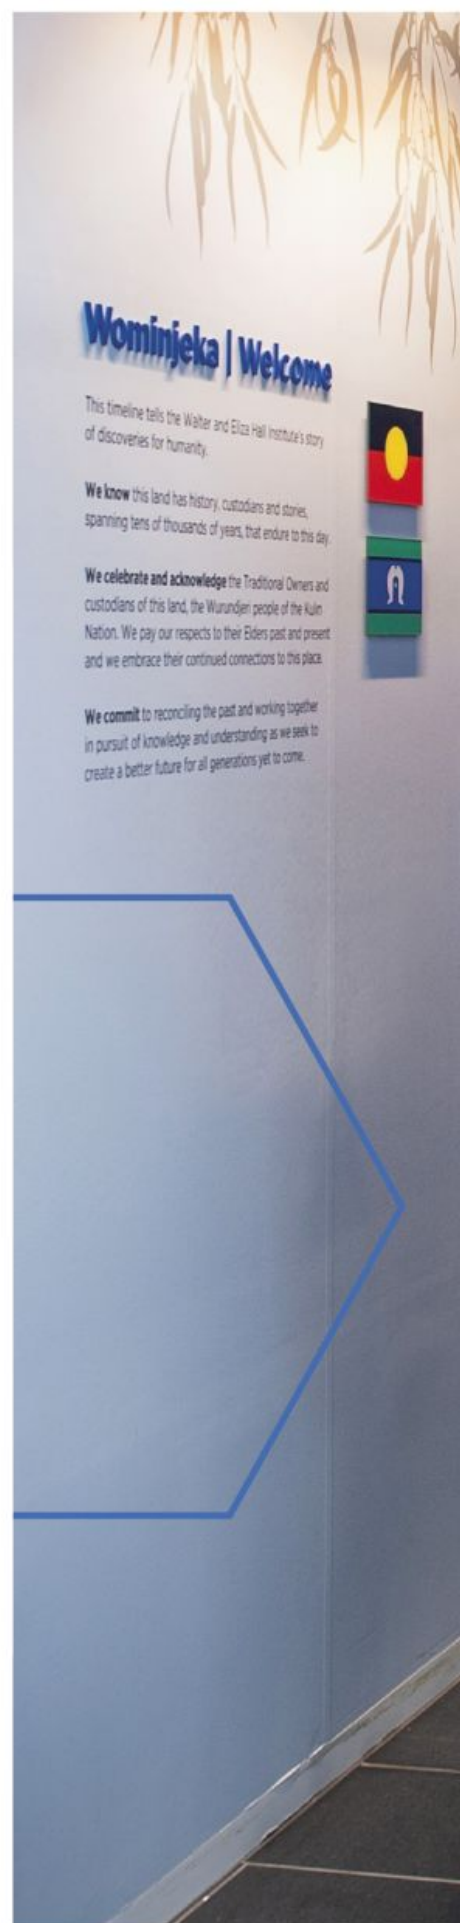 Wominjeka | Welcome
This timeline tells the Walter and Eliza Hall Institute's story
of discoveries for humanity.
We know this land has history, custodians and stories,
spanning tens of thousands of years, that endure to this day.
We celebrate and acknowledge the Traditional Owners and
custodians of this land, the Wurundjeri people of the Kulin
Nation. We pay our respects to their Elders past and present
and we embrace their continued connections to this place.
We commit to reconciling the past and working together
in pursuit of knowledge and understanding as we seek to
create a better future for all generations yet to come.